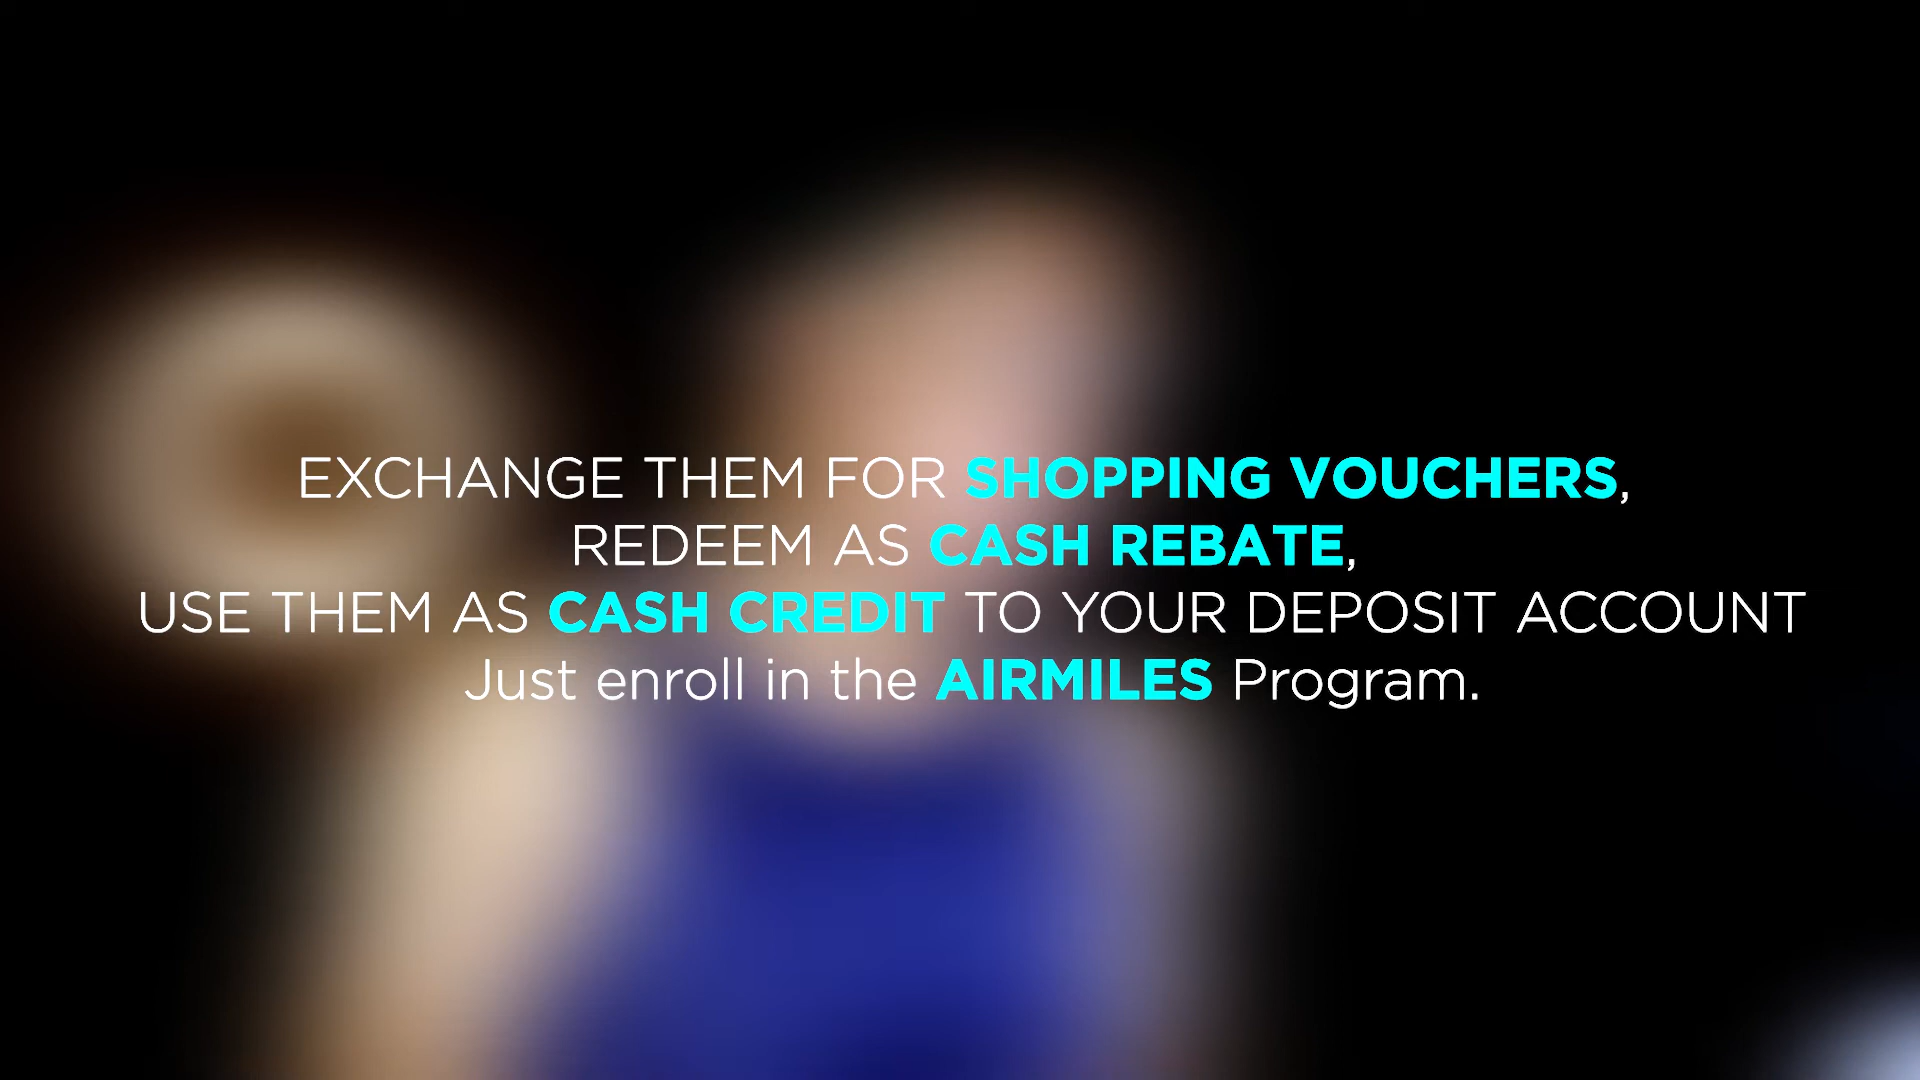 EXCHANGE THEM FOR SHOPPING VOUCHERS,
REDEEM AS CASH REBATE,
USE THEM AS CASH CREDIT TO YOUR DEPOSIT ACCOUNT
Just enroll in the AIRMILES Program.